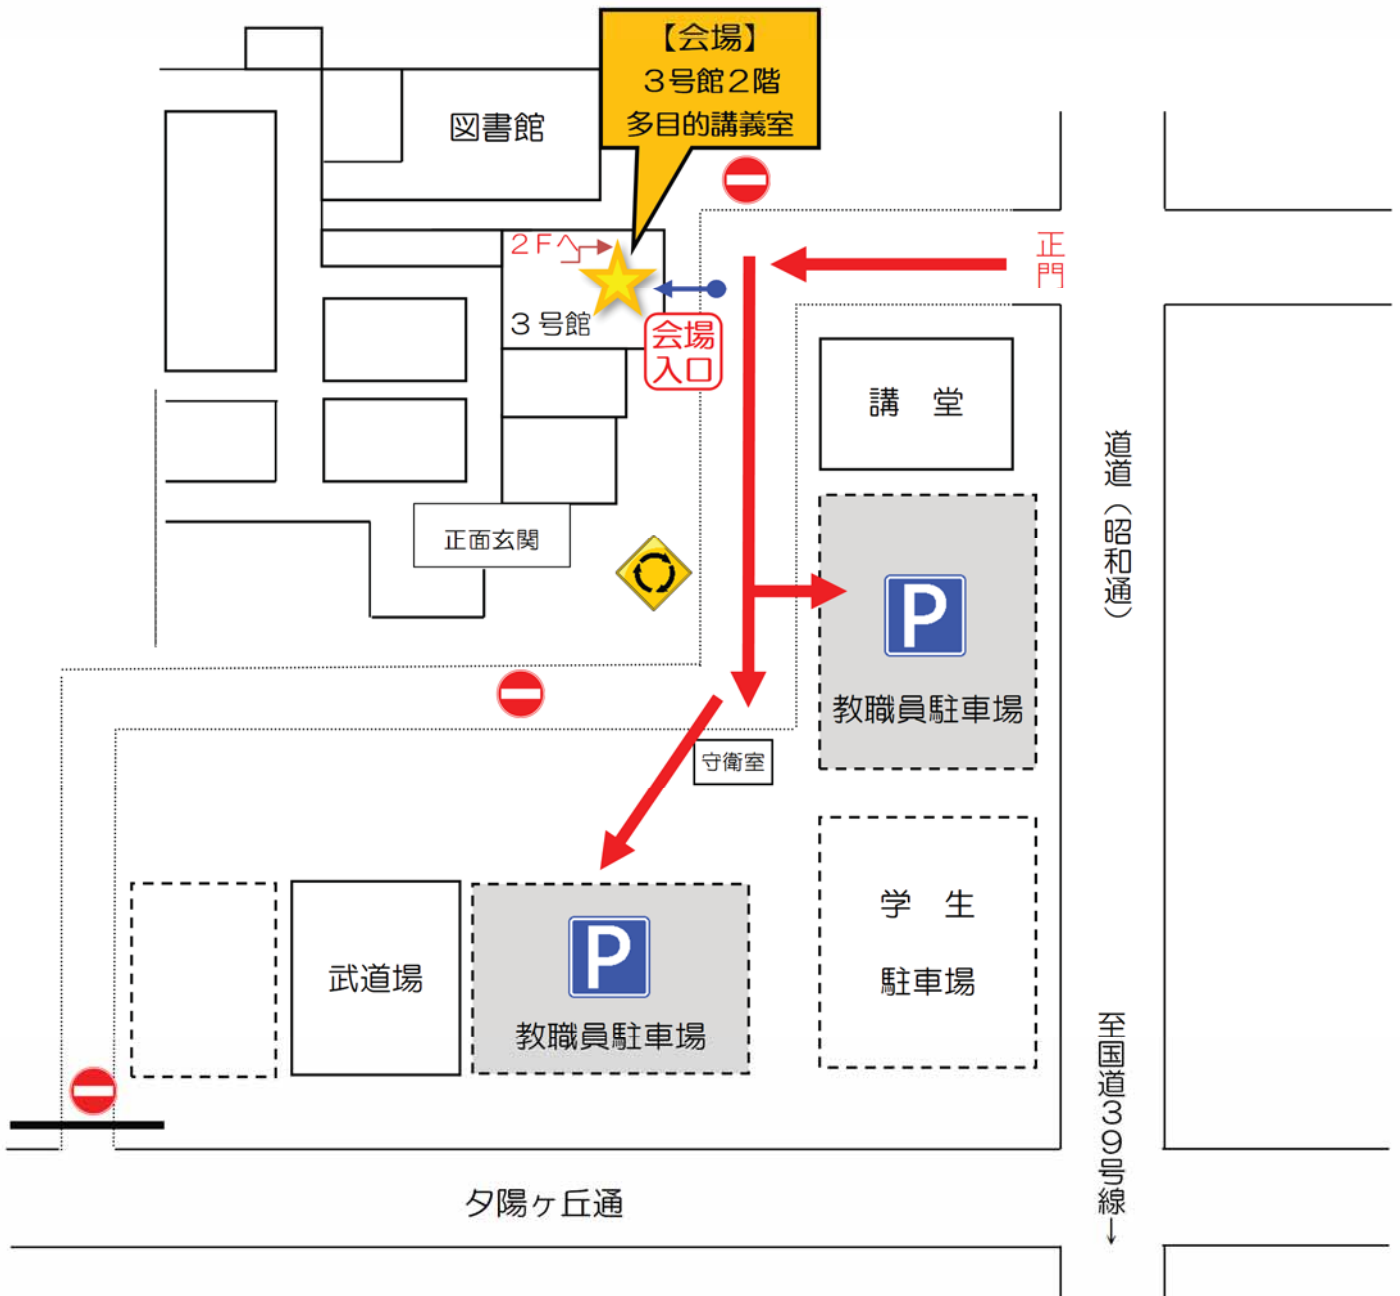 【会場】
３号館２階
多目的講義室
図書館
２Ｆへ
正門
３号館
会場
入口
講　堂
道道（昭和通）
正面玄関
P
教職員駐車場
守衛室
学　生
駐車場
武道場
P
教職員駐車場
至国道３９号線→
夕陽ヶ丘通